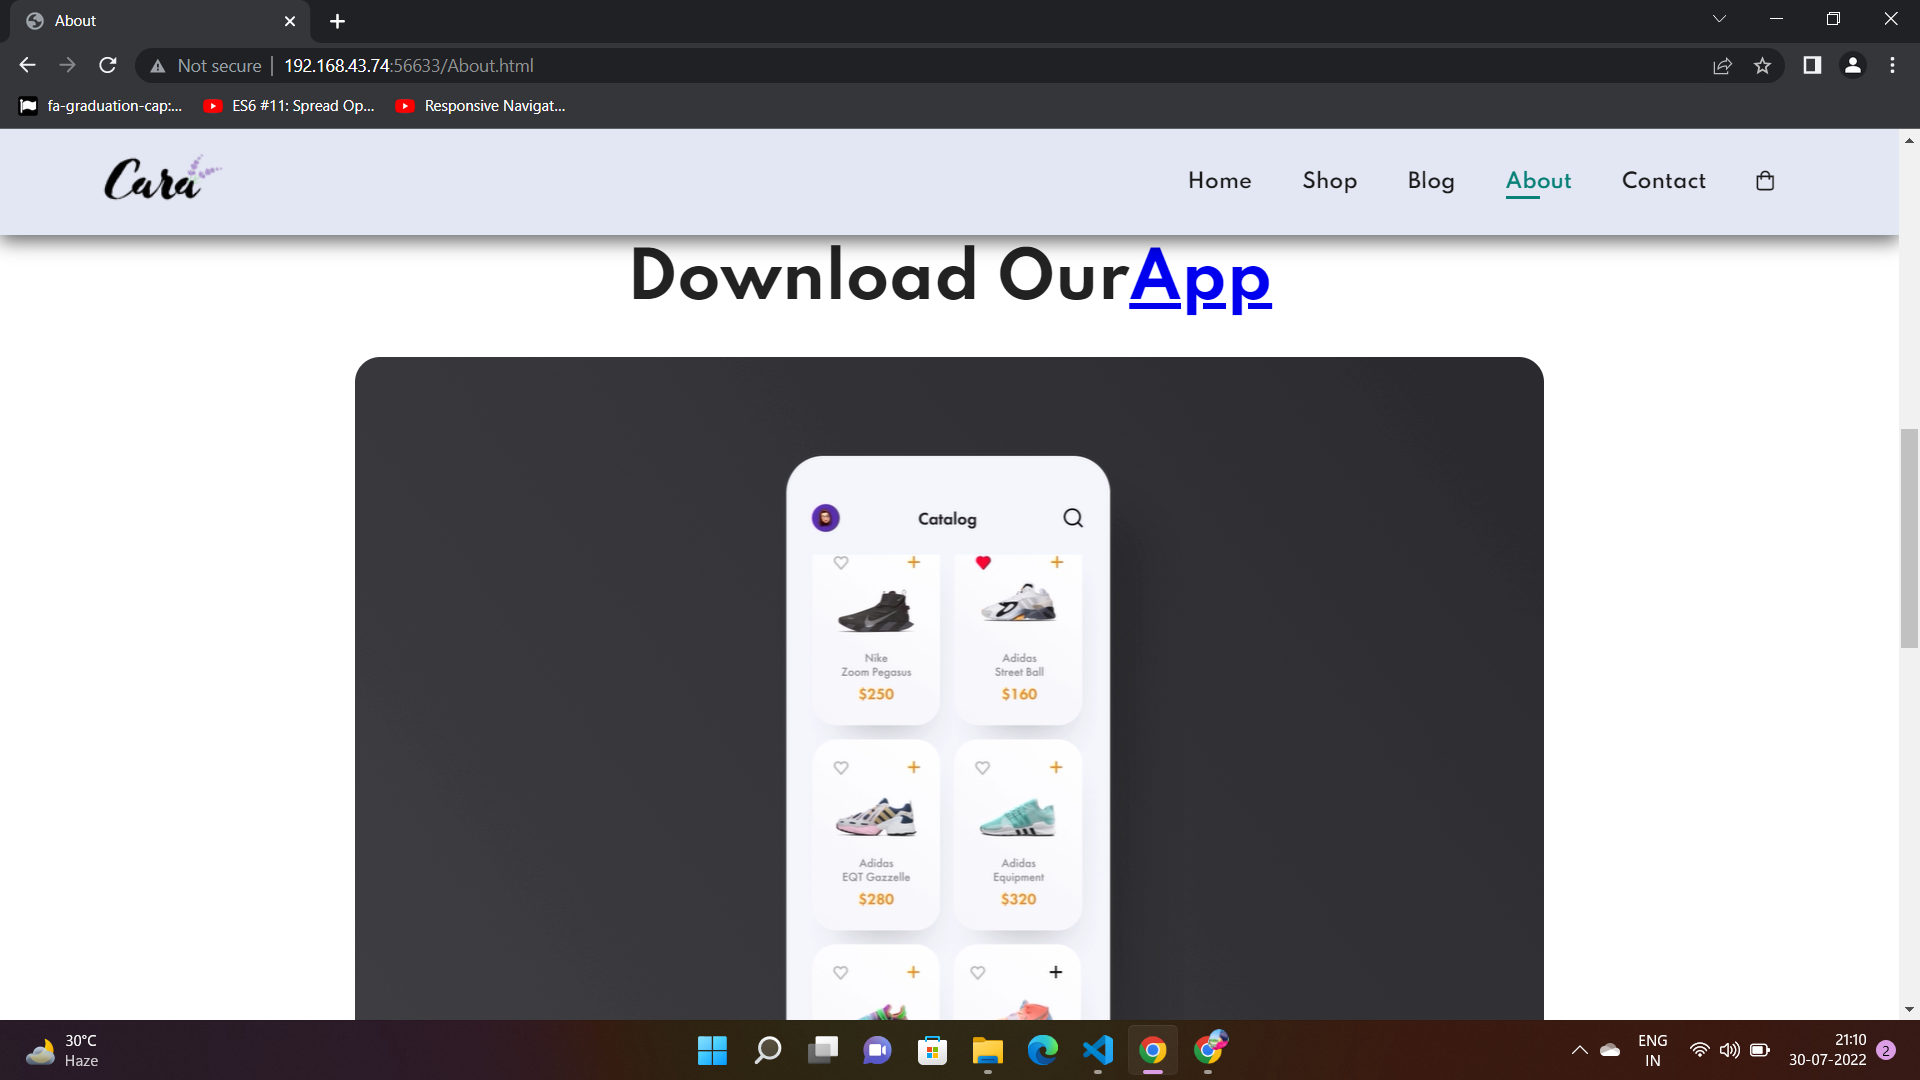 About
Not secure 192.168.43.74:56633/About.html
fa-graduation-cap:... ES6 #11: Spread Op... Responsive Navigat...
Cara Home Shop Blog About Contact
Download OurApp
Catalog
Nike
Zoom Pegasus
$250
Adidas
Street Ball
$160
Adidas
EQT Gazzelle
$280
Adidas
Equipment
$320
30°C
Haze
ENG
IN
21:10
30-07-2022
2